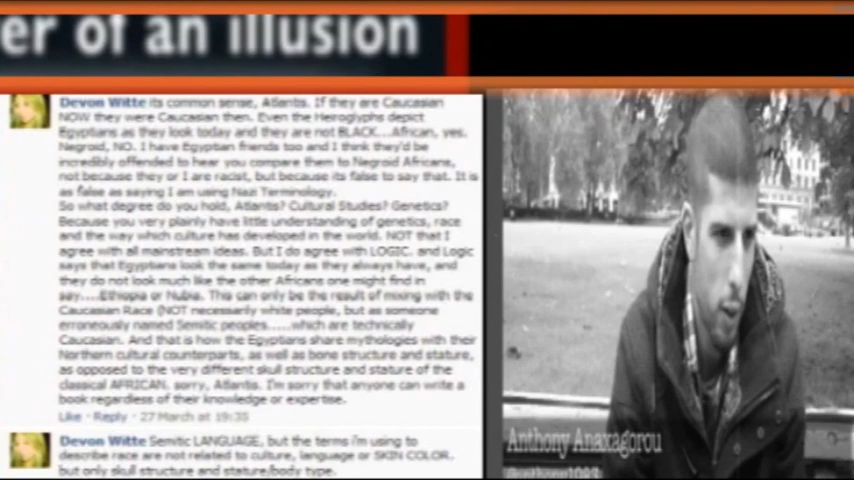 er of an illusion
Devon Witte its common sense, Atlantis. If they are Caucasian
NOW they were Caucasian then. Even the Heiroglyphs depict
Egyptians as they look today and they are not BLACK...African, yes.
Negroid, NO. I have Egyptian friends too and I think they'd be
incredibly offended to hear you compare them to Negroid Africans,
not because they or I are racist, but because its false to say that. It is
as false as saying I am using Nazi Terminology.
So what degree do you hold, Atlantis? Cultural Studies? Genetics?
Because you very plainly have little understanding of genetics, race
and the way which culture has developed in the world. NOT that I
agree with all mainstream ideas. But I do agree with LOGIC. and Logic
says that Egyptians look the same today as they always have, and
they do not look much like the other Africans one might find in
say....Ethiopia or Nubia. This can only be the result of mixing with the
Caucasian Race (NOT necessarily white people, but as someone
erroneously named Semitic peoples.....which are technically
Caucasian. And that is how the Egyptians share mythologies with their
Northern cultural counterparts, as well as bone structure and stature,
as opposed to the very different skull structure and stature of the
classical AFRICAN. sorry, Atlantis. I'm sorry that anyone can write a
book regardless of their knowledge or expertise.
Like · Reply · 27 March at 19:35
Devon Witte Semitic LANGUAGE, but the terms i'm using to
describe race are not related to culture, language or SKIN COLOR.
but only skull structure and stature/body type.
Anthony Anaxagorou